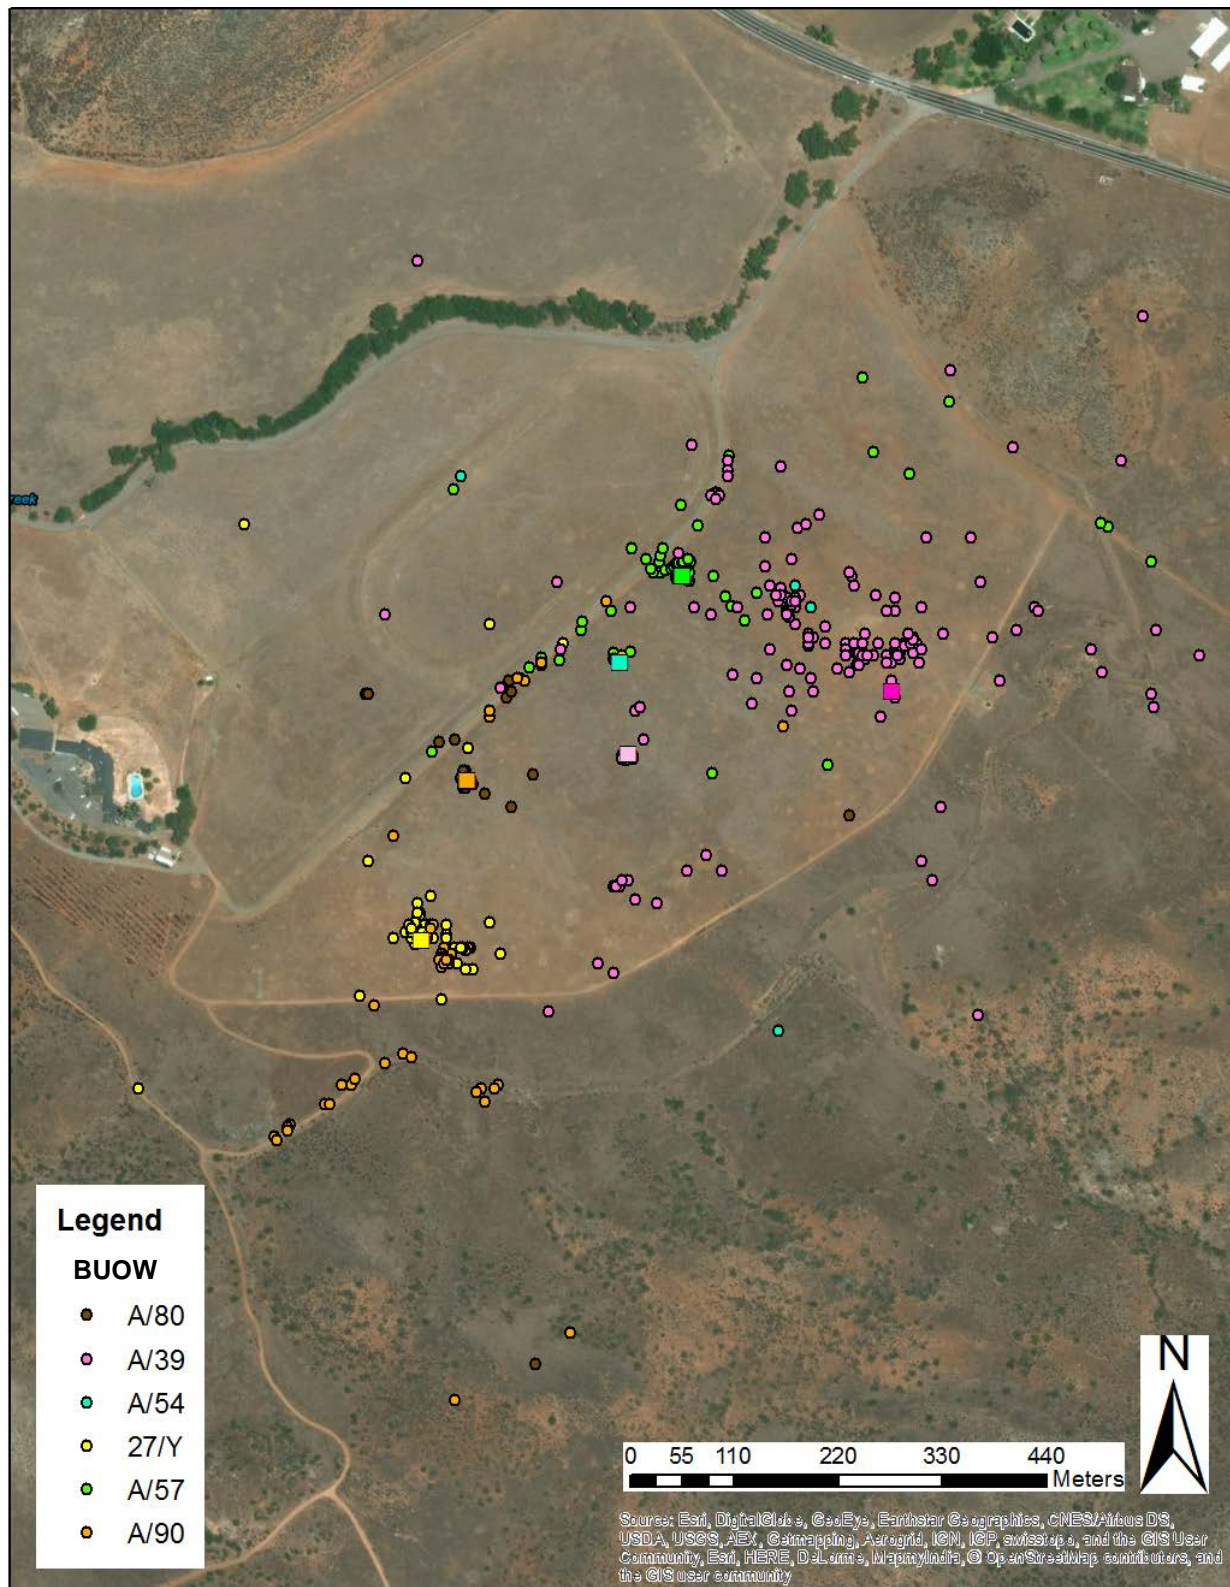 reek
Legend
BUOW
A/80
A/39
A/54
27/Y
A/57
A/90
N
0 55 110 220 330 440
Meters
Source: Esri, DigitalGlobe, GeoEye, Earthstar Geographics, CNES/Airbus DS,
USDA, USGS, AEX, Getmapping, Aerogrid, IGN, IGP, swisstopo, and the GIS User
Community, Esri, HERE, DeLorme, MapmyIndia, © OpenStreetMap contributors, and
the GIS user community